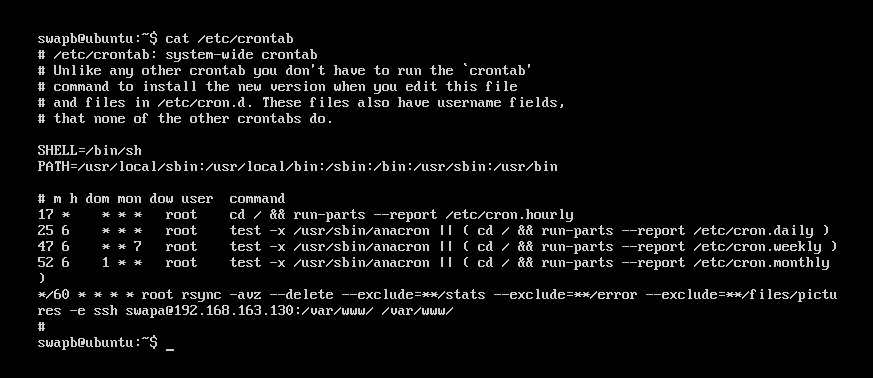 swapb@ubuntu:~$ cat /etc/crontab
# /etc/crontab: system-wide crontab
# Unlike any other crontab you don't have to run the `crontab'
# command to install the new version when you edit this file
# and files in /etc/cron.d. These files also have username fields,
# that none of the other crontabs do.

SHELL=/bin/sh
PATH=/usr/local/sbin:/usr/local/bin:/sbin:/bin:/usr/sbin:/usr/bin

# m h dom mon dow user  command
17 *    * * *   root    cd / && run-parts --report /etc/cron.hourly
25 6    * * *   root    test -x /usr/sbin/anacron || ( cd / && run-parts --report /etc/cron.daily )
47 6    * * 7   root    test -x /usr/sbin/anacron || ( cd / && run-parts --report /etc/cron.weekly )
52 6    1 * *   root    test -x /usr/sbin/anacron || ( cd / && run-parts --report /etc/cron.monthly
)
*/60 * * * * root rsync -avz --delete --exclude=**/stats --exclude=**/error --exclude=**/files/pictu
res -e ssh swapa@192.168.163.130:/var/www/ /var/www/
#
swapb@ubuntu:~$ _